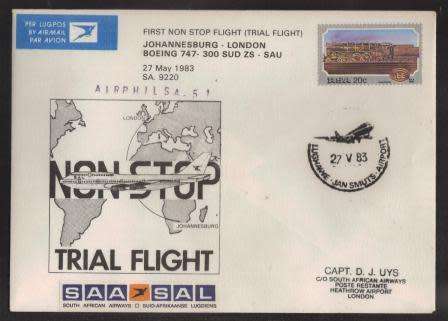 PER LUGPOS
BY AIRMAIL
PAR AVION
FIRST NON STOP FLIGHT (TRIAL FLIGHT)
JOHANNESBURG - LONDON
BOEING 747- 300 SUD ZS - SAU
27 May 1983
SA. 9220
AIRPHILSA 51
20c
27 V 83
LUGHAWE · JAN SMUTS · AIRPORT
LONDON
NON STOP
JOHANNESBURG
TRIAL FLIGHT
SAA SAL
SOUTH AFRICAN AIRWAYS □ SUID-AFRIKAANSE LUGDIENS
CAPT. D. J. UYS
C/O SOUTH AFRICAN AIRWAYS
POSTE RESTANTE
HEATHROW AIRPORT
LONDON